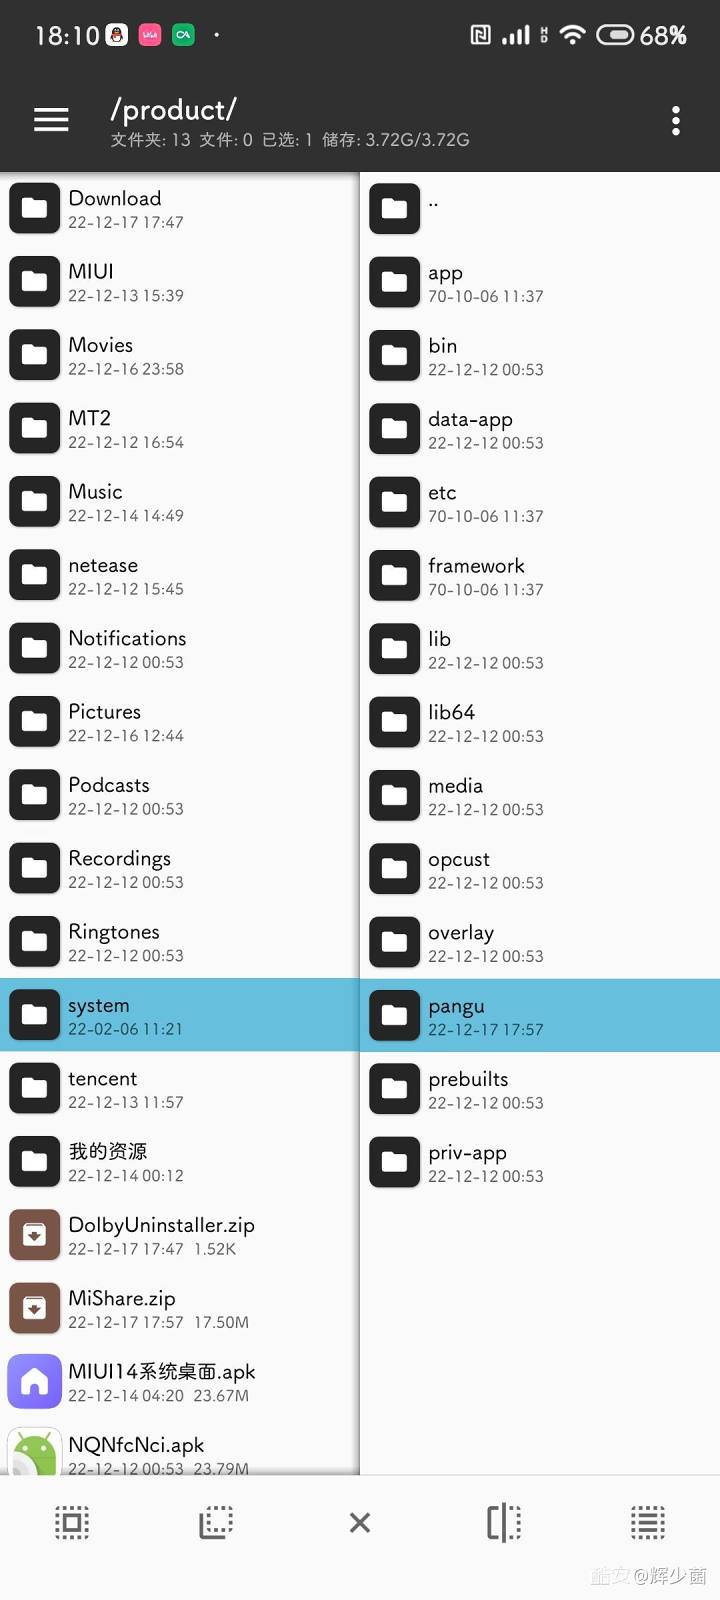 18:10
68%
/product/
文件夹: 13 文件: 0 已选: 1 储存: 3.72G/3.72G
Download
22-12-17 17:47
MIUI
22-12-13 15:39
Movies
22-12-16 23:58
MT2
22-12-12 16:54
Music
22-12-14 14:49
netease
22-12-12 15:45
Notifications
22-12-12 00:53
Pictures
22-12-16 12:44
Podcasts
22-12-12 00:53
Recordings
22-12-12 00:53
Ringtones
22-12-12 00:53
system
22-02-06 11:21
tencent
22-12-13 11:57
我的资源
22-12-14 00:12
DolbyUninstaller.zip
22-12-17 17:47 1.52K
MiShare.zip
22-12-17 17:57 17.50M
MIUI14系统桌面.apk
22-12-14 04:20 23.67M
NQNfcNci.apk
22-12-12 00:53 23.79M
..
app
70-10-06 11:37
bin
22-12-12 00:53
data-app
22-12-12 00:53
etc
70-10-06 11:37
framework
70-10-06 11:37
lib
22-12-12 00:53
lib64
22-12-12 00:53
media
22-12-12 00:53
opcust
22-12-12 00:53
overlay
22-12-12 00:53
pangu
22-12-17 17:57
prebuilts
22-12-12 00:53
priv-app
22-12-12 00:53
酷安@辉少菌